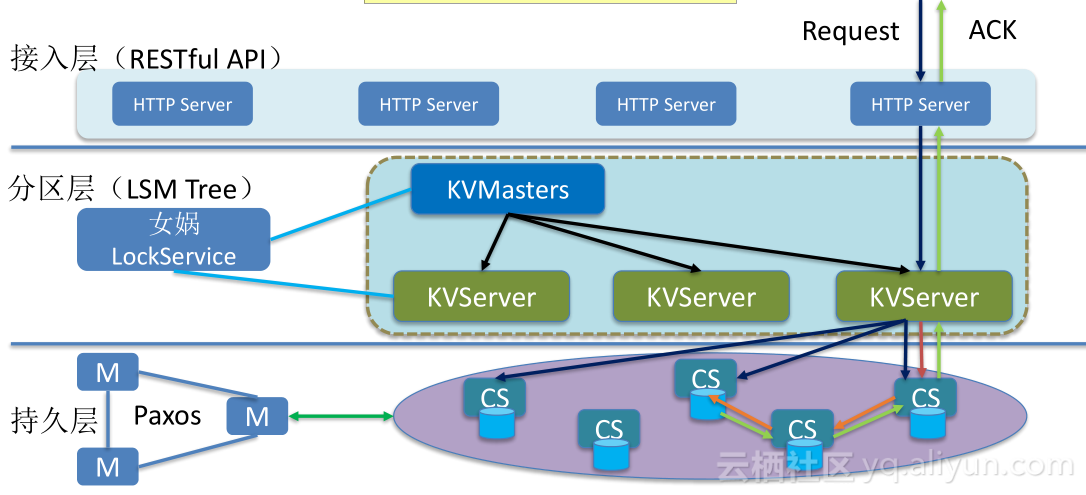 Request
ACK
接入层（RESTful API）
HTTP Server
HTTP Server
HTTP Server
HTTP Server
分区层（LSM Tree）
KVMasters
女娲
LockService
KVServer
KVServer
KVServer
M
CS
CS
CS
持久层
Paxos
M
CS
CS
M
云栖社区 yq.aliyun.com